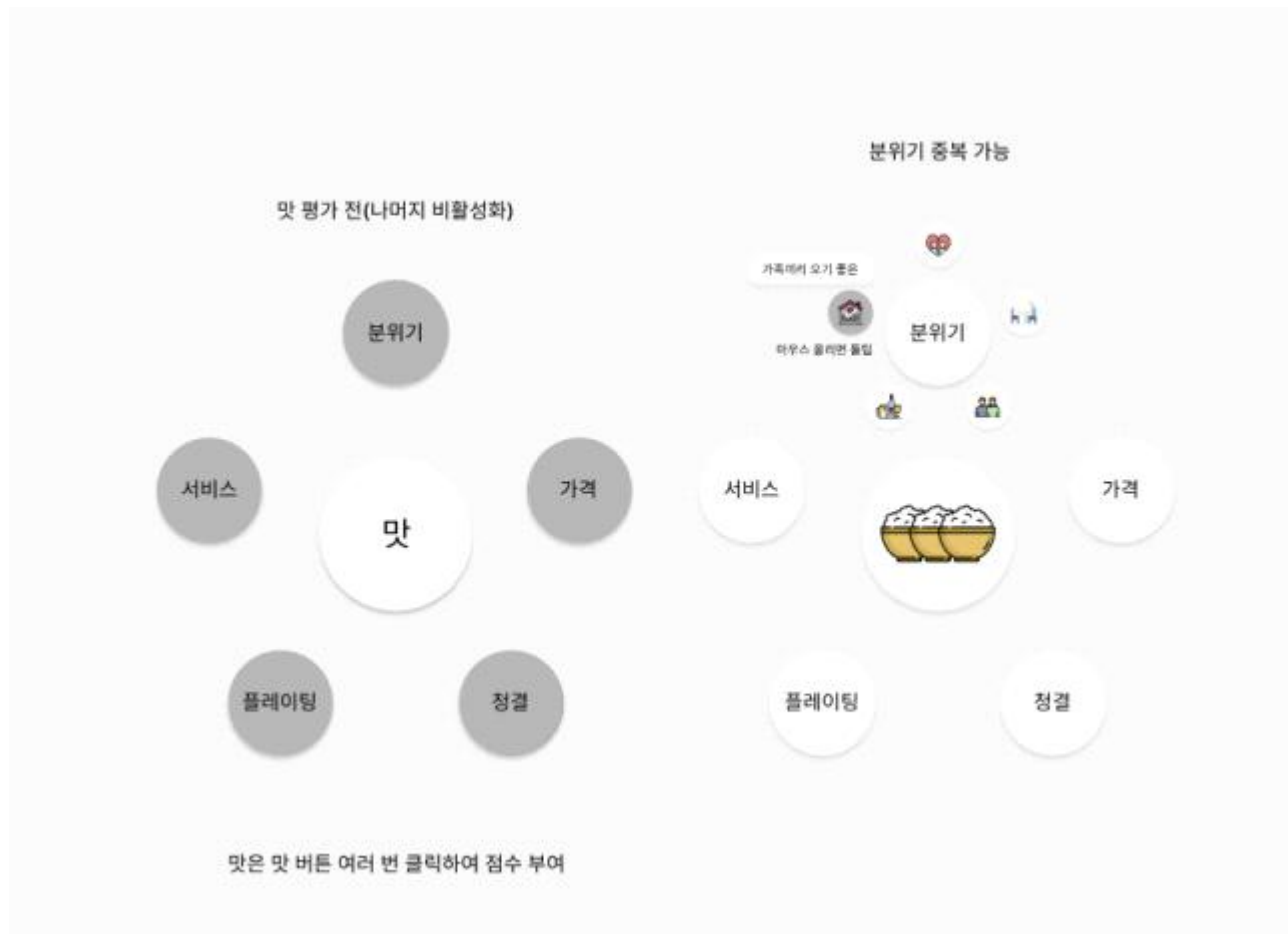 맛 평가 전(나머지 비활성화)
분위기
서비스
가격
맛
플레이팅
청결
맛은 맛 버튼 여러 번 클릭하여 점수 부여
분위기 중복 가능
가족끼리 오기 좋은
마우스 올리면 툴팁
분위기
서비스
가격
플레이팅
청결